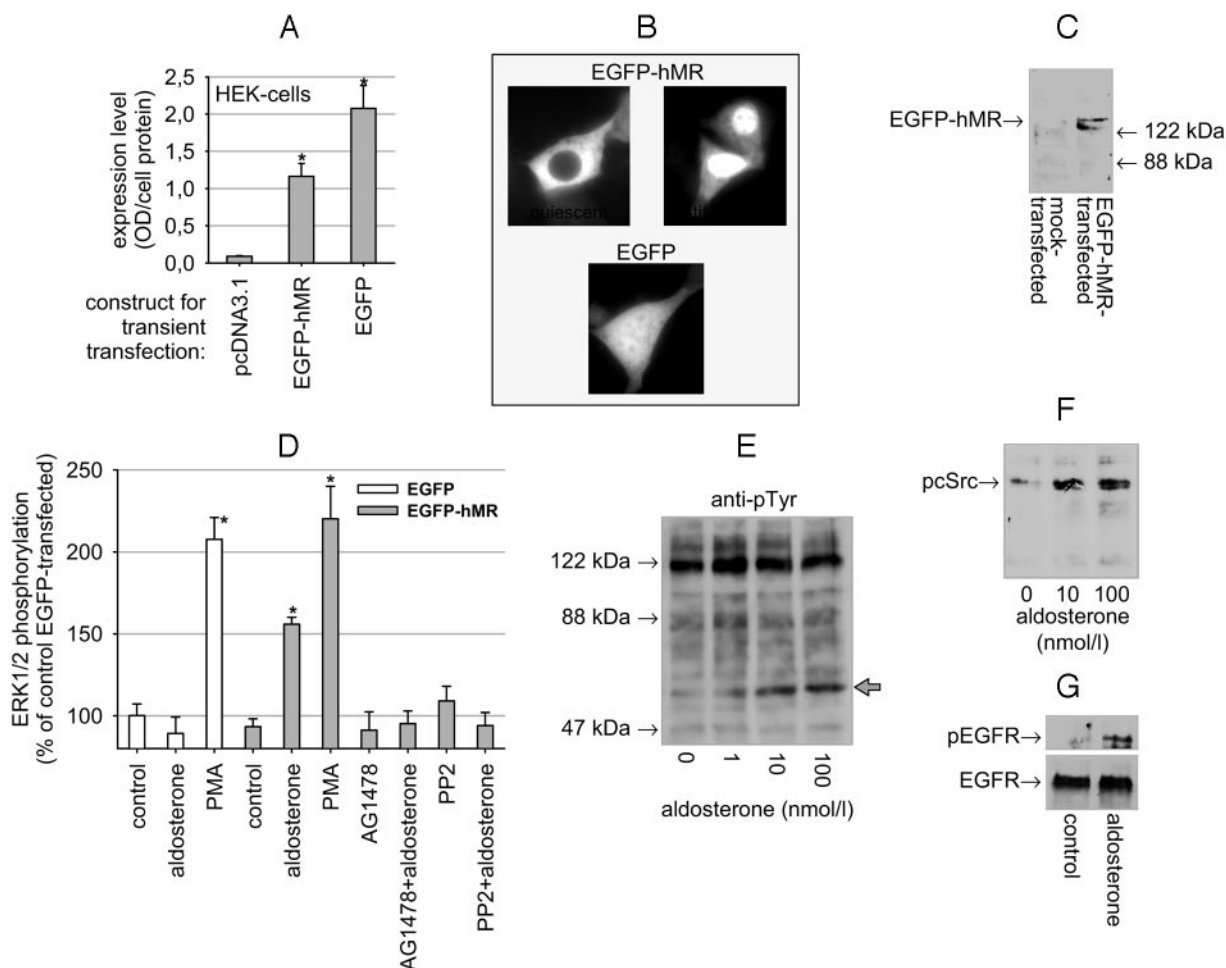 A
2,5
2,0
1,5
1,0
0,5
0,0
HEK-cells
*
*
expression level
(OD/cell protein)
construct for
transient
transfection:
pcDNA3.1
EGFP-hMR
EGFP
B
EGFP-hMR
quiescent
EGFP
C
EGFP-hMR→
← 122 kDa
← 88 kDa
mock-
transfected
EGFP-hMR-
transfected
D
250
200
150
100
ERK1/2 phosphorylation
(% of control EGFP-transfected)
EGFP
EGFP-hMR
*
*
*
control
aldosterone
PMA
control
aldosterone
PMA
AG1478
AG1478+aldosterone
PP2
PP2+aldosterone
E
anti-pTyr
122 kDa →
88 kDa →
47 kDa →
0 1 10 100
aldosterone (nmol/l)
F
pcSrc→
0 10 100
aldosterone
(nmol/l)
G
pEGFR→
EGFR→
control
aldosterone